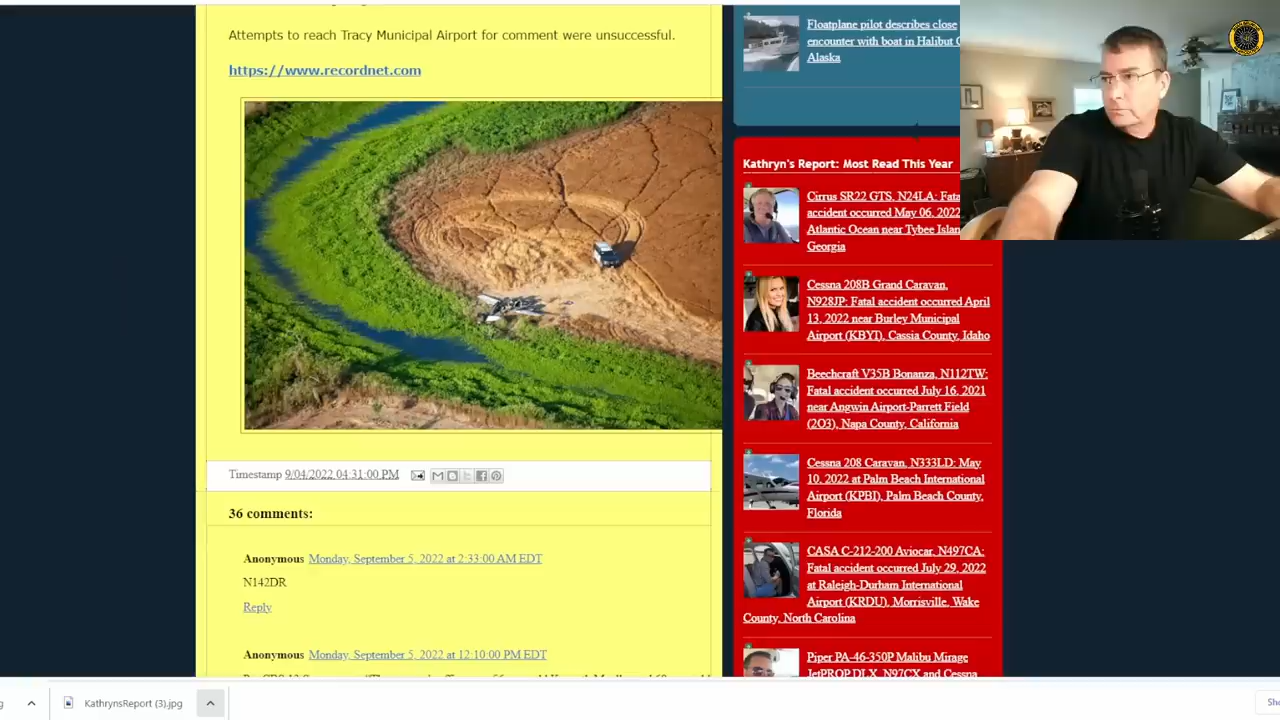 Attempts to reach Tracy Municipal Airport for comment were unsuccessful.
https://www.recordnet.com
Timestamp 9/04/2022 04:31:00 PM
36 comments:
Anonymous Monday, September 5, 2022 at 2:33:00 AM EDT
N142DR
Reply
Anonymous Monday, September 5, 2022 at 12:10:00 PM EDT
Floatplane pilot describes close
encounter with boat in Halibut
Alaska
Kathryn's Report: Most Read This Year
Cirrus SR22 GTS, N24LA: Fata
accident occurred May 06, 2022
Atlantic Ocean near Tybee Islan
Georgia
Cessna 208B Grand Caravan,
N928JP: Fatal accident occurred April
13, 2022 near Burley Municipal
Airport (KBYI), Cassia County, Idaho
Beechcraft V35B Bonanza, N112TW:
Fatal accident occurred July 16, 2021
near Angwin Airport-Parrett Field
(2O3), Napa County, California
Cessna 208 Caravan, N333LD: May
10, 2022 at Palm Beach International
Airport (KPBI), Palm Beach County,
Florida
CASA C-212-200 Aviocar, N497CA:
Fatal accident occurred July 29, 2022
at Raleigh-Durham International
Airport (KRDU), Morrisville, Wake
County, North Carolina
Piper PA-46-350P Malibu Mirage
JetPROP DLX, N97CX and Cessna
g
KathrynsReport (3).jpg
Sho